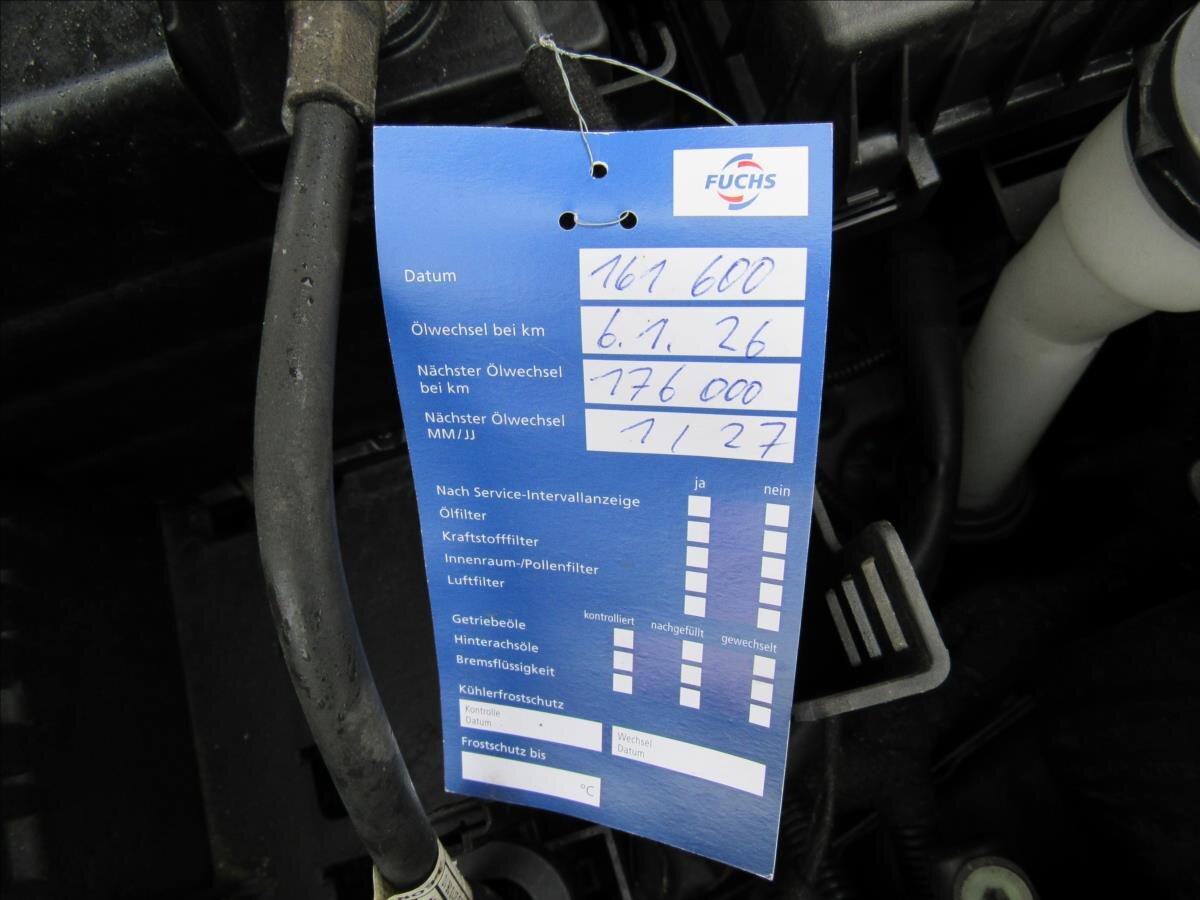 FUCHS
Datum 161 600
Ölwechsel bei km 6.1. 26
Nächster Ölwechsel
bei km 176 000
Nächster Ölwechsel
MM/JJ 1 / 27
ja nein
Nach Service-Intervallanzeige
Ölfilter
Kraftstofffilter
Innenraum-/Pollenfilter
Luftfilter
kontrolliert nachgefüllt gewechselt
Getriebeöle
Hinterachsöle
Bremsflüssigkeit
Kühlerfrostschutz
Kontrolle
Datum
Wechsel
Datum
Frostschutz bis
°C